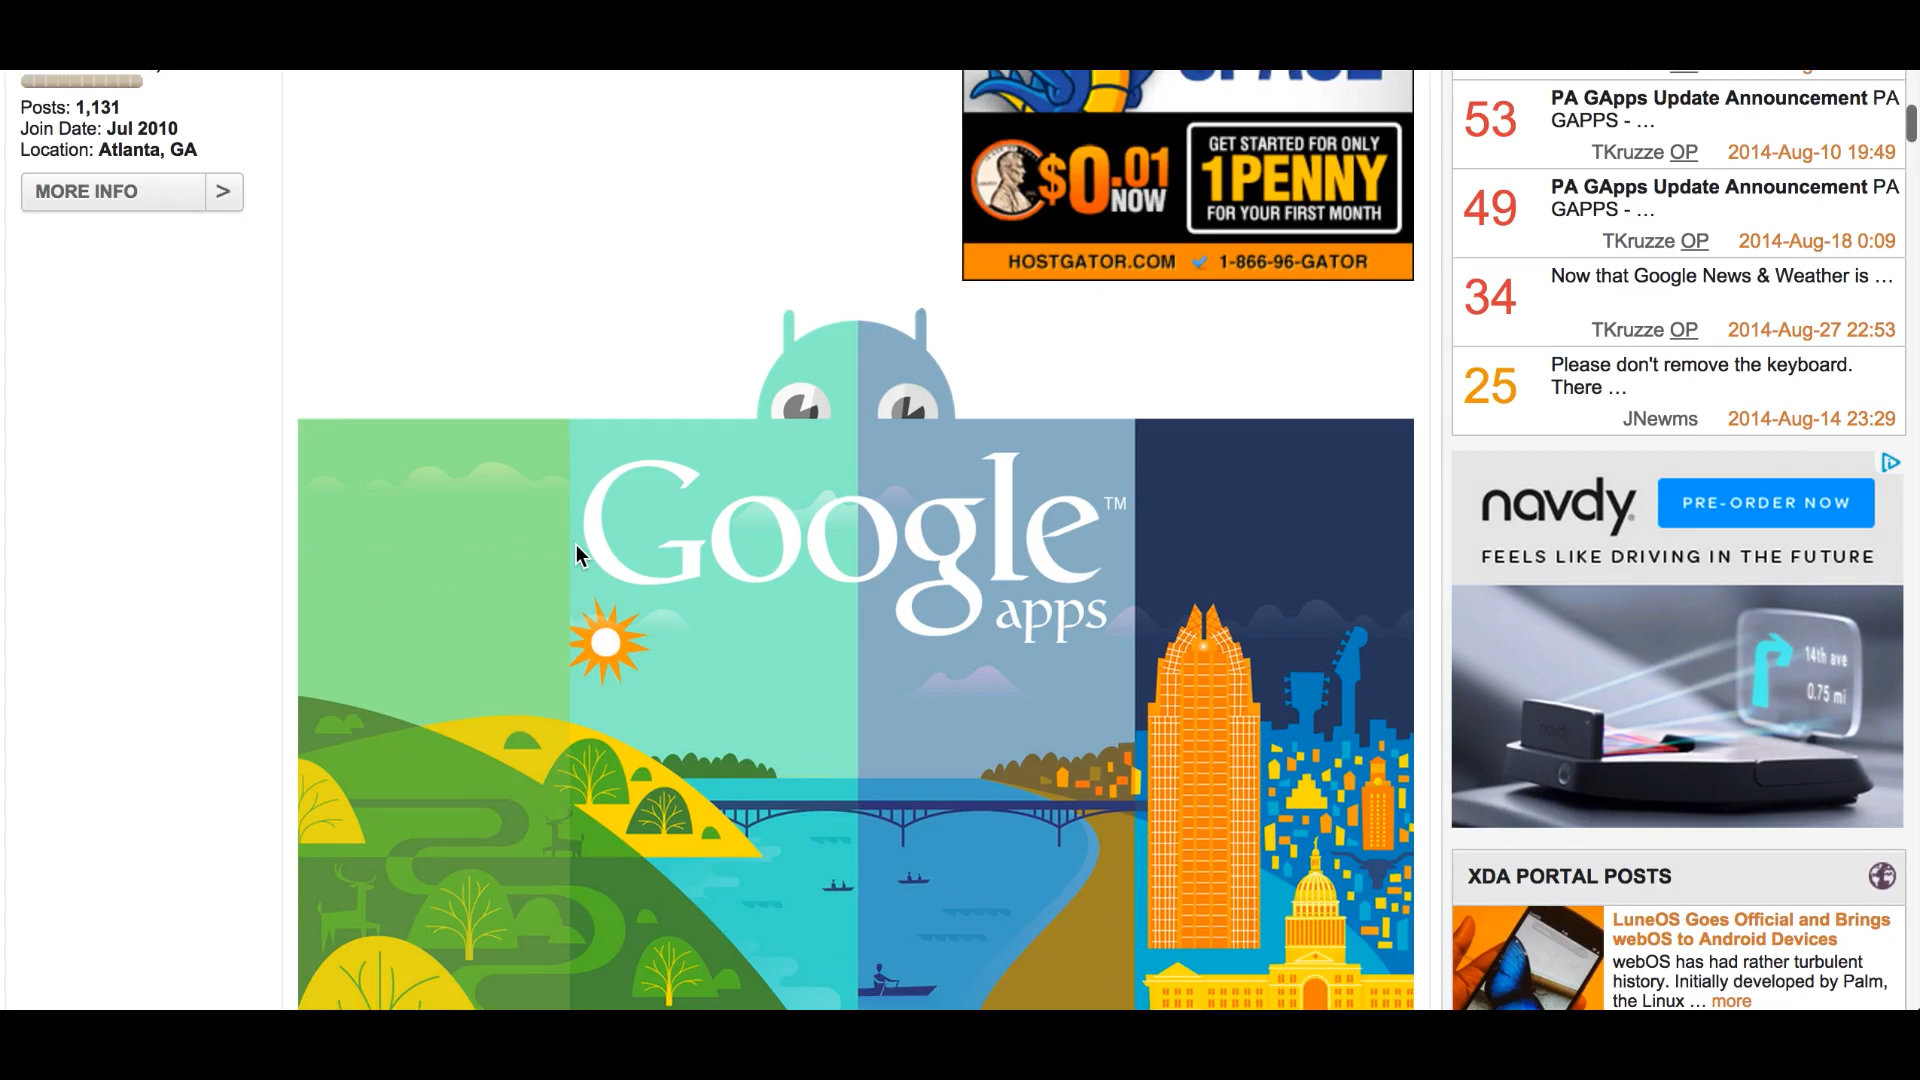 Posts: 1,131
Join Date: Jul 2010
Location: Atlanta, GA
MORE INFO >
$0.01
NOW
GET STARTED FOR ONLY
1PENNY
FOR YOUR FIRST MONTH
HOSTGATOR.COM 1-866-96-GATOR
Google™
apps
53 PA GApps Update Announcement PA
GAPPS - …
TKruzze OP 2014-Aug-10 19:49
49 PA GApps Update Announcement PA
GAPPS - …
TKruzze OP 2014-Aug-18 0:09
34 Now that Google News & Weather is …
TKruzze OP 2014-Aug-27 22:53
25 Please don't remove the keyboard.
There …
JNewms 2014-Aug-14 23:29
navdy PRE-ORDER NOW
FEELS LIKE DRIVING IN THE FUTURE
14th ave
0.75 mi
navdy
XDA PORTAL POSTS
LuneOS Goes Official and Brings
webOS to Android Devices
webOS has had rather turbulent
history. Initially developed by Palm,
the Linux … more